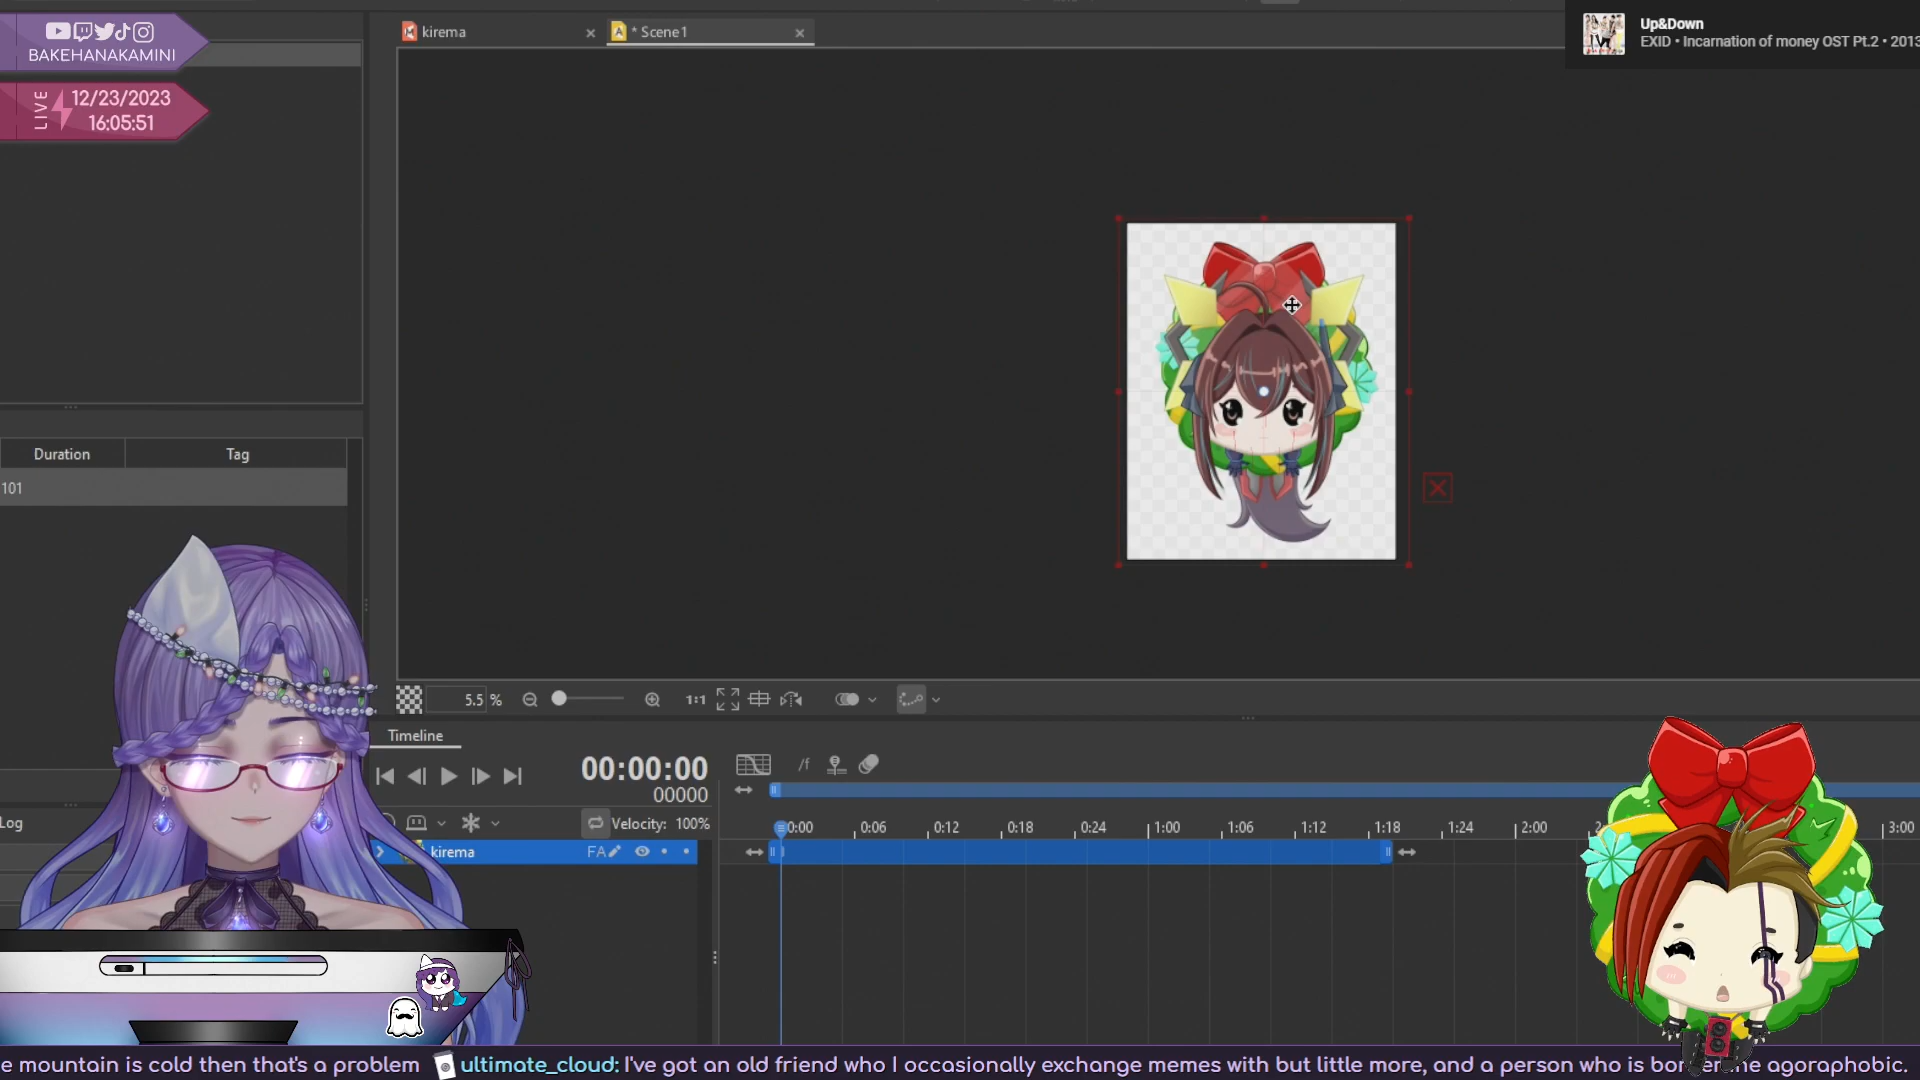 BAKEHANAKAMINI
LIVE
12/23/2023
16:05:51
kirema
* Scene1
Up&Down
EXID • Incarnation of money OST Pt.2 • 2013
Duration
Tag
101
5.5 %
1:1
Timeline
00:00:00
00000
/f
Log
Velocity: 100%
0:00
0:06
0:12
0:18
0:24
1:00
1:06
1:12
1:18
1:24
2:00
3:00
kirema
FA
e mountain is cold then that's a problem
ultimate_cloud: I've got an old friend who I occasionally exchange memes with but little more, and a person who is agoraphobic.